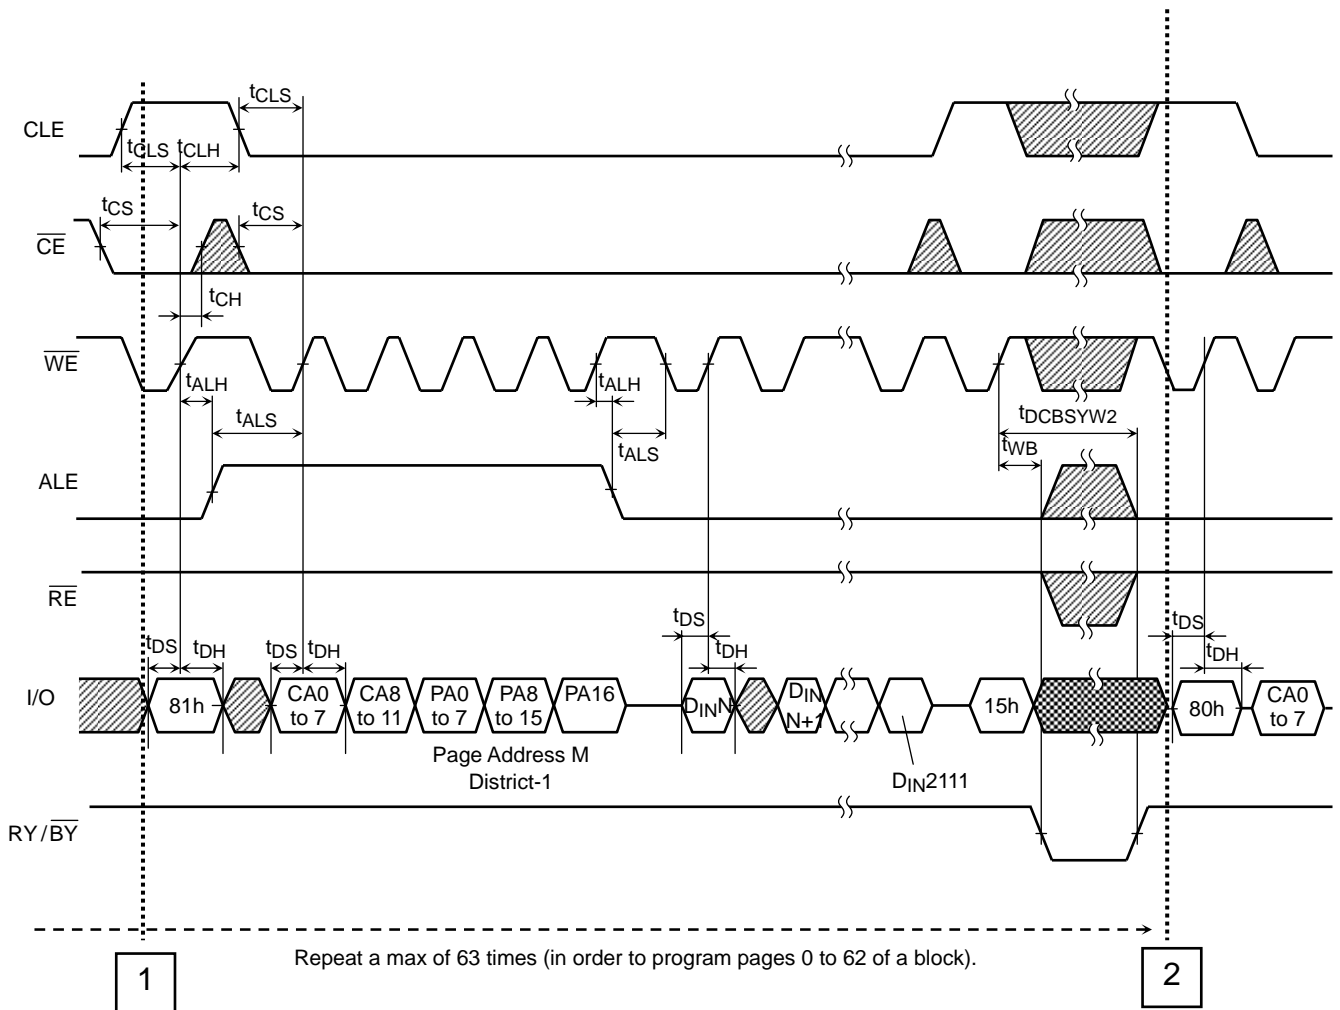 tCLS
CLE
tCLS tCLH
tCS tCS
CE
tCH
WE
tALH tALH
tDCBSYW2
tALS tALS
tWB
ALE
RE
tDS tDH tDS tDH tDS tDH tDS tDH
I/O 81h CA0 to 7 CA8 to 11 PA0 to 7 PA8 to 15 PA16 DINN DIN N+1 15h 80h CA0 to 7
Page Address M
District-1
DIN2111
RY/BY
Repeat a max of 63 times (in order to program pages 0 to 62 of a block).
1
2